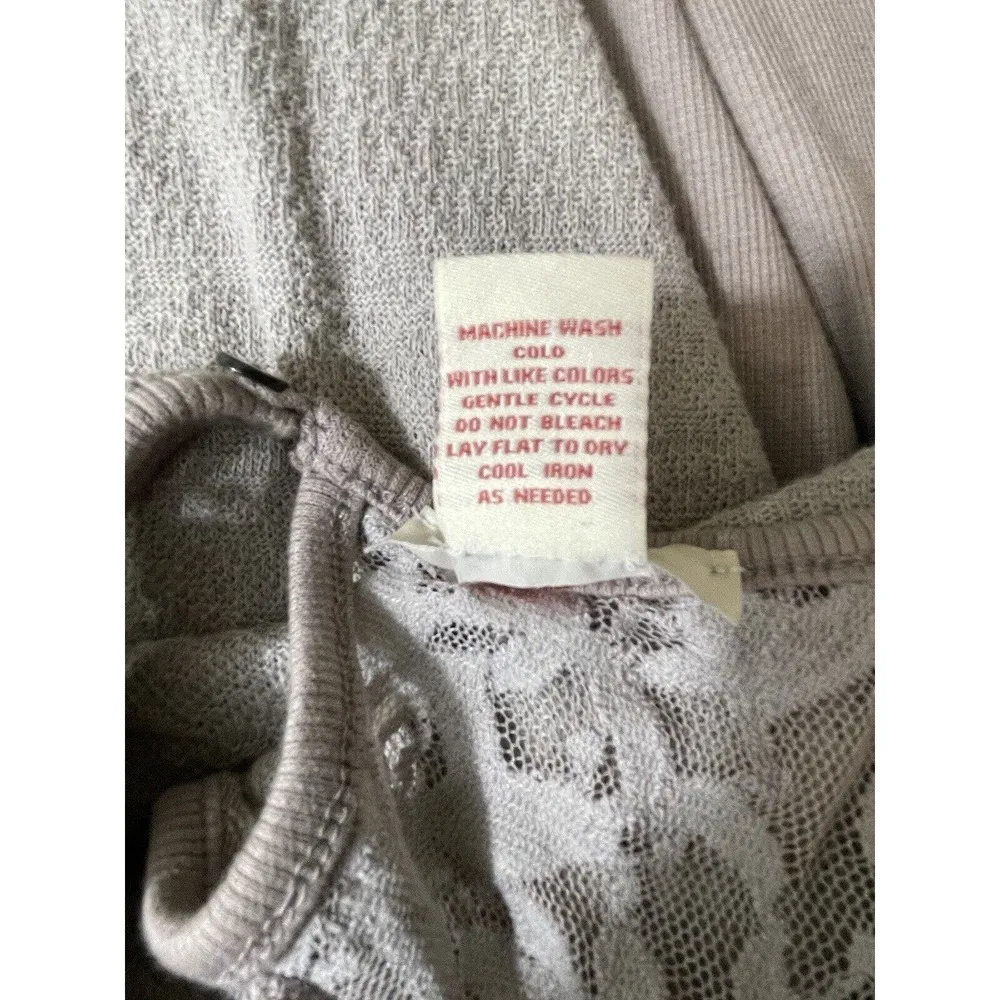 MACHINE WASH
COLD
WITH LIKE COLORS
GENTLE CYCLE
DO NOT BLEACH
LAY FLAT TO DRY
COOL IRON
AS NEEDED